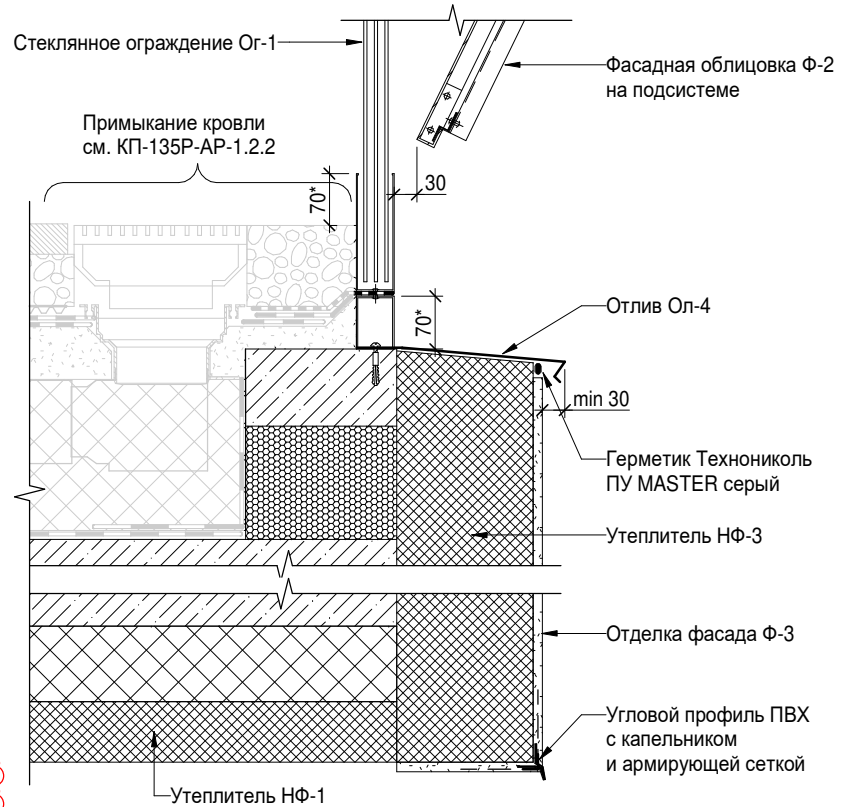 Стеклянное ограждение Ог-1
Фасадная облицовка Ф-2
на подсистеме
Примыкание кровли
см. КП-135Р-АР-1.2.2
70*
30
70*
Отлив Ол-4
min 30
Герметик Технониколь
ПУ MASTER серый
Утеплитель НФ-3
Отделка фасада Ф-3
Угловой профиль ПВХ
с капельником
и армирующей сеткой
Утеплитель НФ-1